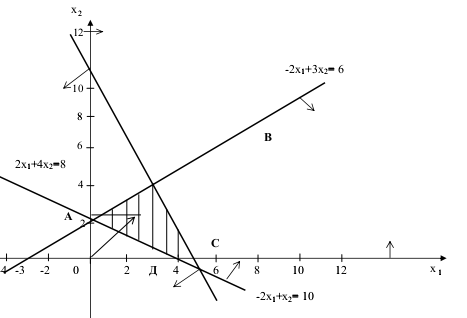 x₂
12
-2x₁+3x₂= 6
10
8
B
6
2x₁+4x₂=8
4
A
2
C
-4 -3 -2 0 2 Д 4 6 8 10 12 x₁
-2x₁+x₂= 10